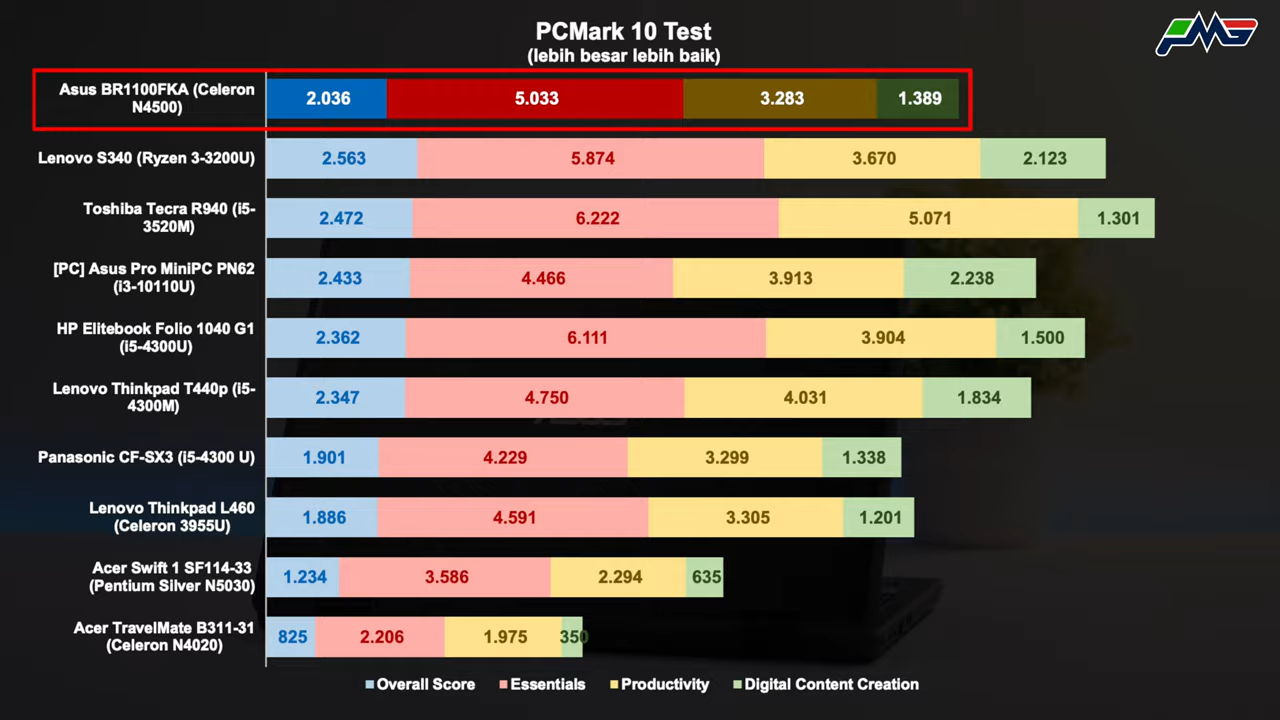 PCMark 10 Test
(lebih besar lebih baik)
PMG
Asus BR1100FKA (Celeron
N4500)
2.036 5.033 3.283 1.389
Lenovo S340 (Ryzen 3-3200U)
2.563 5.874 3.670 2.123
Toshiba Tecra R940 (i5-
3520M)
2.472 6.222 5.071 1.301
[PC] Asus Pro MiniPC PN62
(i3-10110U)
2.433 4.466 3.913 2.238
HP Elitebook Folio 1040 G1
(i5-4300U)
2.362 6.111 3.904 1.500
Lenovo Thinkpad T440p (i5-
4300M)
2.347 4.750 4.031 1.834
Panasonic CF-SX3 (i5-4300 U)
1.901 4.229 3.299 1.338
Lenovo Thinkpad L460
(Celeron 3955U)
1.886 4.591 3.305 1.201
Acer Swift 1 SF114-33
(Pentium Silver N5030)
1.234 3.586 2.294 635
Acer TravelMate B311-31
(Celeron N4020)
825 2.206 1.975 350
Overall Score Essentials Productivity Digital Content Creation